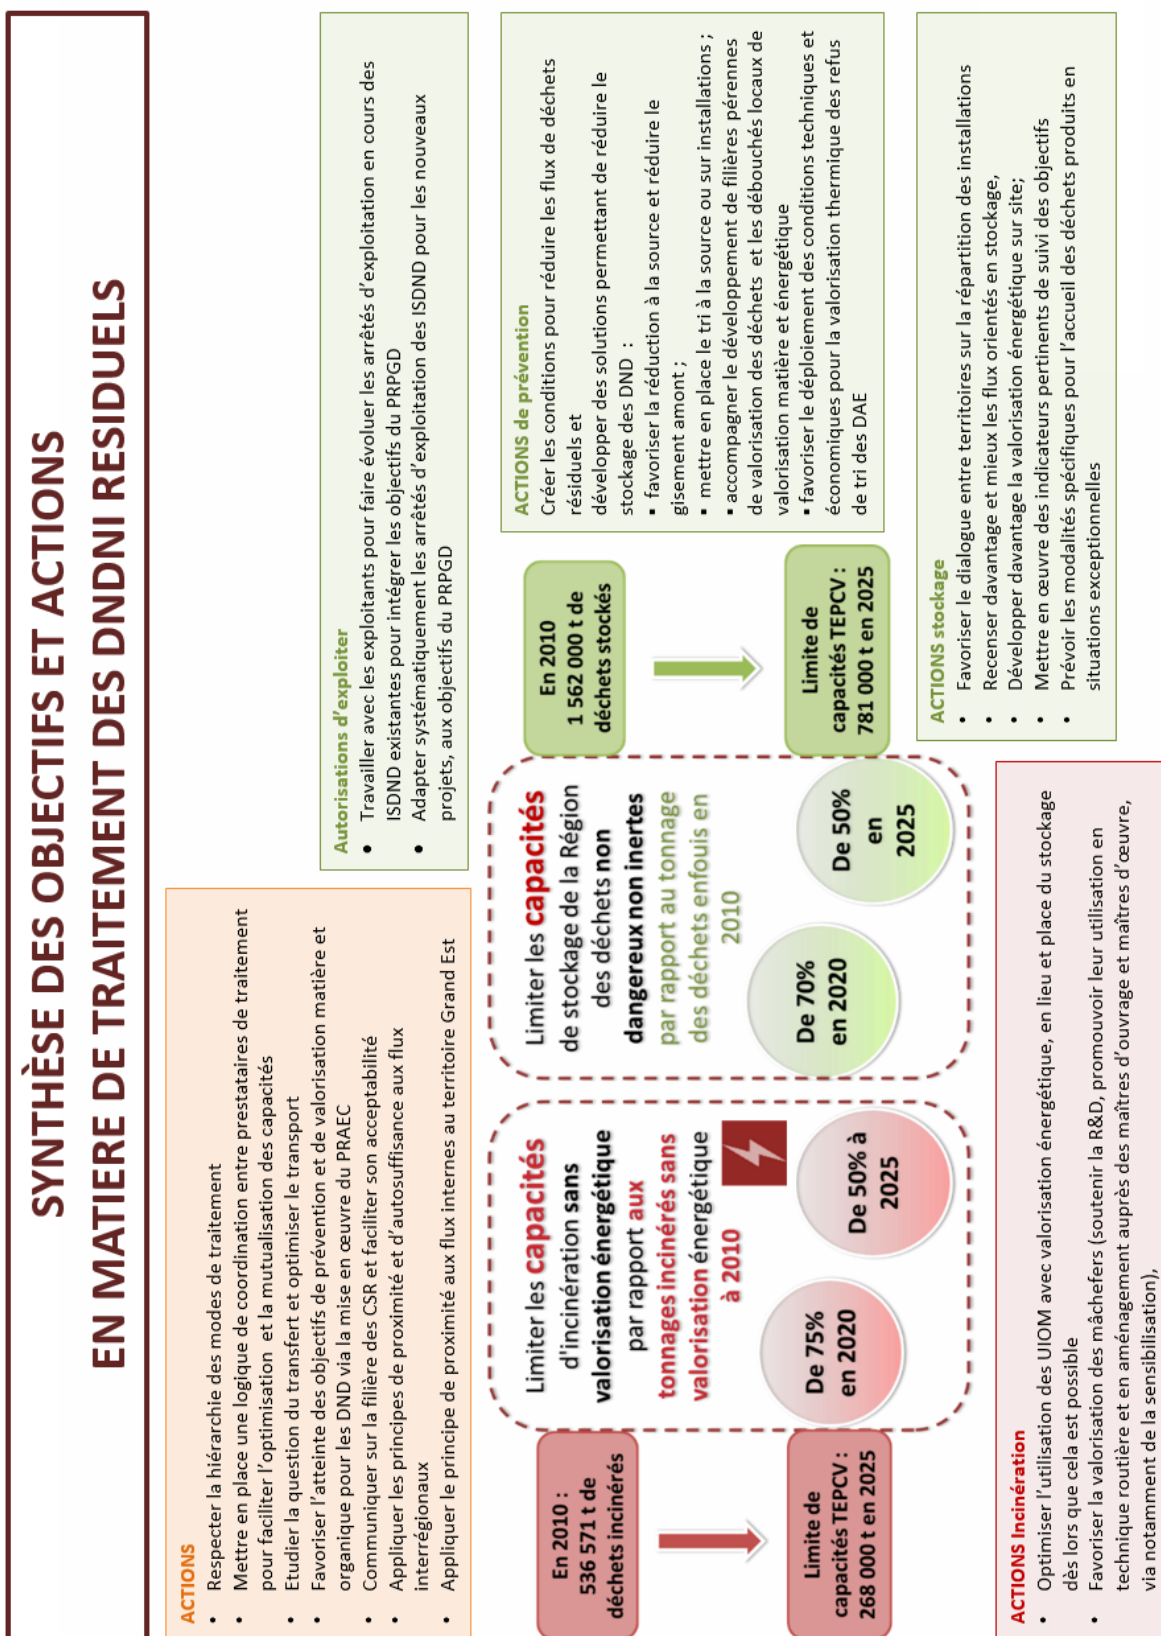 SYNTHÈSE DES OBJECTIFS ET ACTIONS
EN MATIERE DE TRAITEMENT DES DNDNI RESIDUELS
ACTIONS
• Respecter la hiérarchie des modes de traitement
• Mettre en place une logique de coordination entre prestataires de traitement
pour faciliter l'optimisation et la mutualisation des capacités
• Etudier la question du transfert et optimiser le transport
• Favoriser l'atteinte des objectifs de prévention et de valorisation matière et
organique pour les DND via la mise en œuvre du PRAEC
• Communiquer sur la filière des CSR et faciliter son acceptabilité
• Appliquer les principes de proximité et d'autosuffisance aux flux
interrégionaux
• Appliquer le principe de proximité aux flux internes au territoire Grand Est
Autorisations d'exploiter
• Travailler avec les exploitants pour faire évoluer les arrêtés d'exploitation en cours des
ISDND existantes pour intégrer les objectifs du PRPGD
• Adapter systématiquement les arrêtés d'exploitation des ISDND pour les nouveaux
projets, aux objectifs du PRPGD
En 2010 :
536 571 t de
déchets incinérés
Limite de
capacités TEPCV :
268 000 t en 2025
Limiter les capacités
d'incinération sans
valorisation énergétique
par rapport aux
tonnages incinérés sans
valorisation énergétique
à 2010
De 75%
en 2020
De 50% à
2025
Limiter les capacités
de stockage de la Région
des déchets non
dangereux non inertes
par rapport au tonnage
des déchets enfouis en
2010
De 70%
en 2020
De 50%
en
2025
En 2010
1 562 000 t de
déchets stockés
Limite de
capacités TEPCV :
781 000 t en 2025
ACTIONS de prévention
Créer les conditions pour réduire les flux de déchets
résiduels et
développer des solutions permettant de réduire le
stockage des DND :
▪ favoriser la réduction à la source et réduire le
gisement amont ;
▪ mettre en place le tri à la source ou sur installations ;
▪ accompagner le développement de filières pérennes
de valorisation des déchets et les débouchés locaux de
valorisation matière et énergétique
▪ favoriser le déploiement des conditions techniques et
économiques pour la valorisation thermique des refus
de tri des DAE
ACTIONS Incinération
• Optimiser l'utilisation des UIOM avec valorisation énergétique, en lieu et place du stockage
dès lors que cela est possible
• Favoriser la valorisation des mâchefers (soutenir la R&D, promouvoir leur utilisation en
technique routière et en aménagement auprès des maîtres d'ouvrage et maîtres d'œuvre,
via notamment de la sensibilisation),
ACTIONS stockage
• Favoriser le dialogue entre territoires sur la répartition des installations
• Recenser davantage et mieux les flux orientés en stockage,
• Développer davantage la valorisation énergétique sur site;
• Mettre en œuvre des indicateurs pertinents de suivi des objectifs
• Prévoir les modalités spécifiques pour l'accueil des déchets produits en
situations exceptionnelles